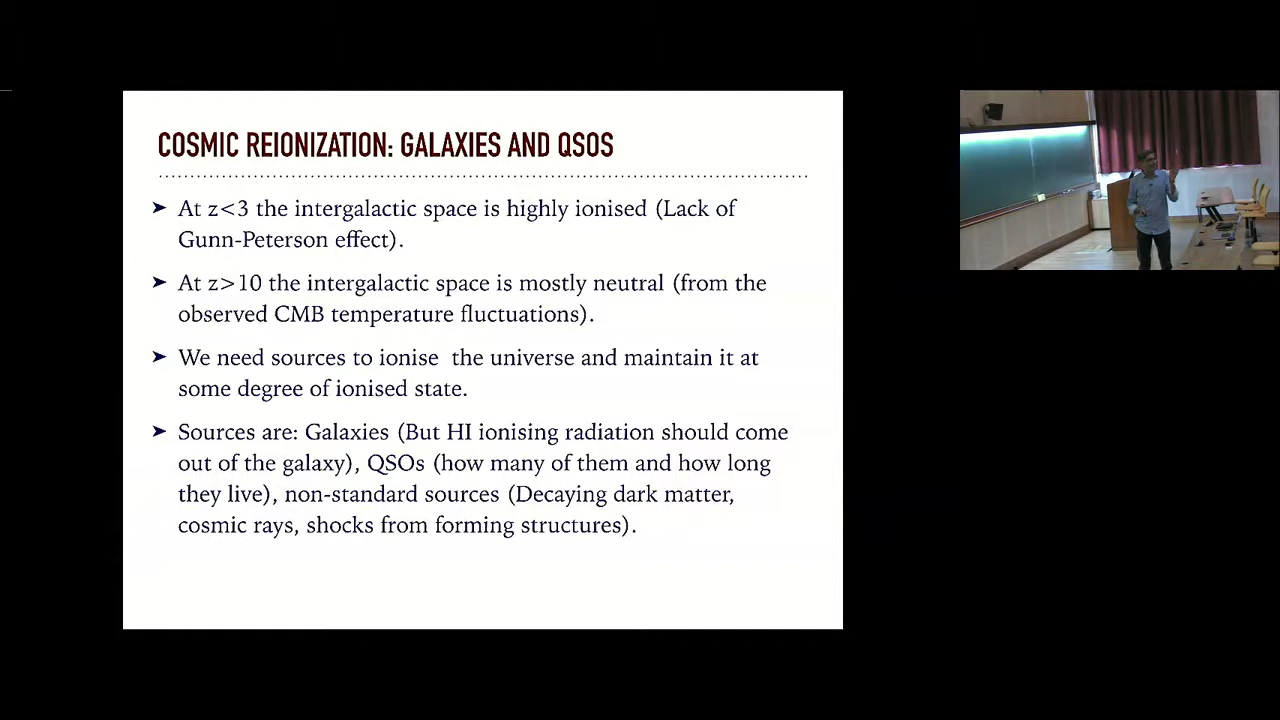 COSMIC REIONIZATION: GALAXIES AND QSOS
➤ At z<3 the intergalactic space is highly ionised (Lack of
Gunn-Peterson effect).
➤ At z>10 the intergalactic space is mostly neutral (from the
observed CMB temperature fluctuations).
➤ We need sources to ionise the universe and maintain it at
some degree of ionised state.
➤ Sources are: Galaxies (But HI ionising radiation should come
out of the galaxy), QSOs (how many of them and how long
they live), non-standard sources (Decaying dark matter,
cosmic rays, shocks from forming structures).